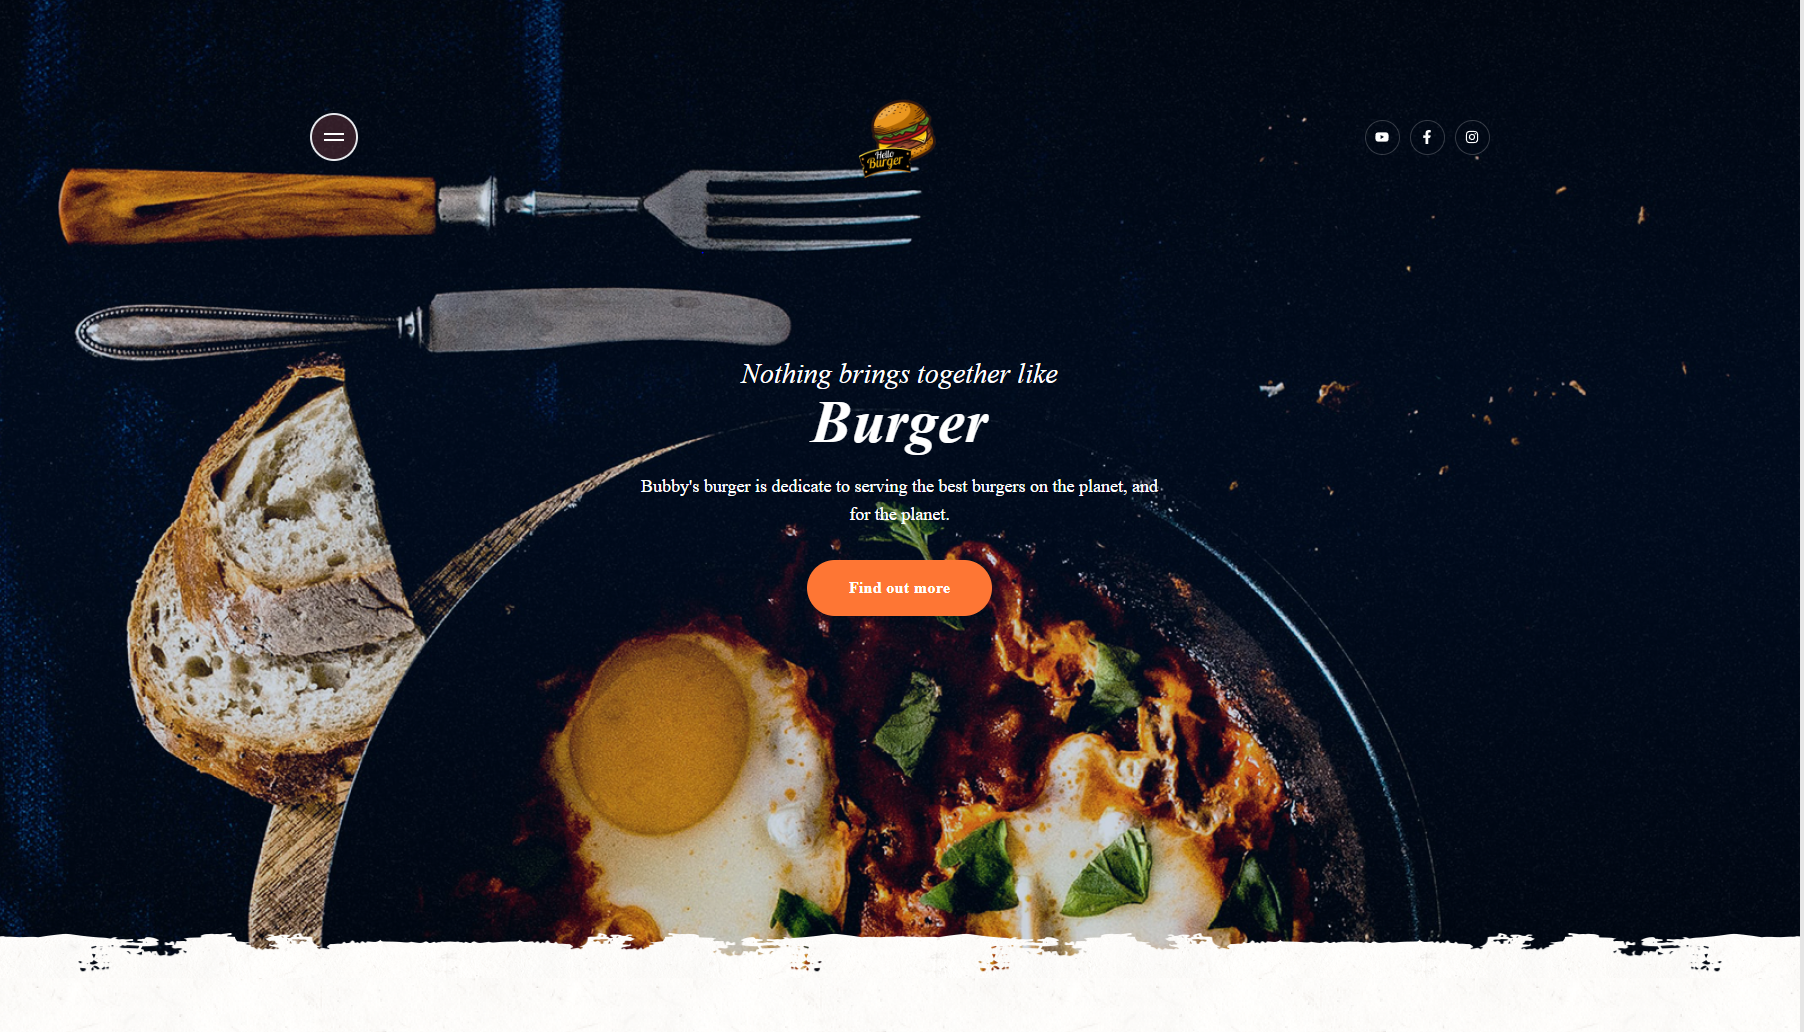 Hello
Burger
Nothing brings together like
Burger
Bubby's burger is dedicate to serving the best burgers on the planet, and
for the planet.
Find out more